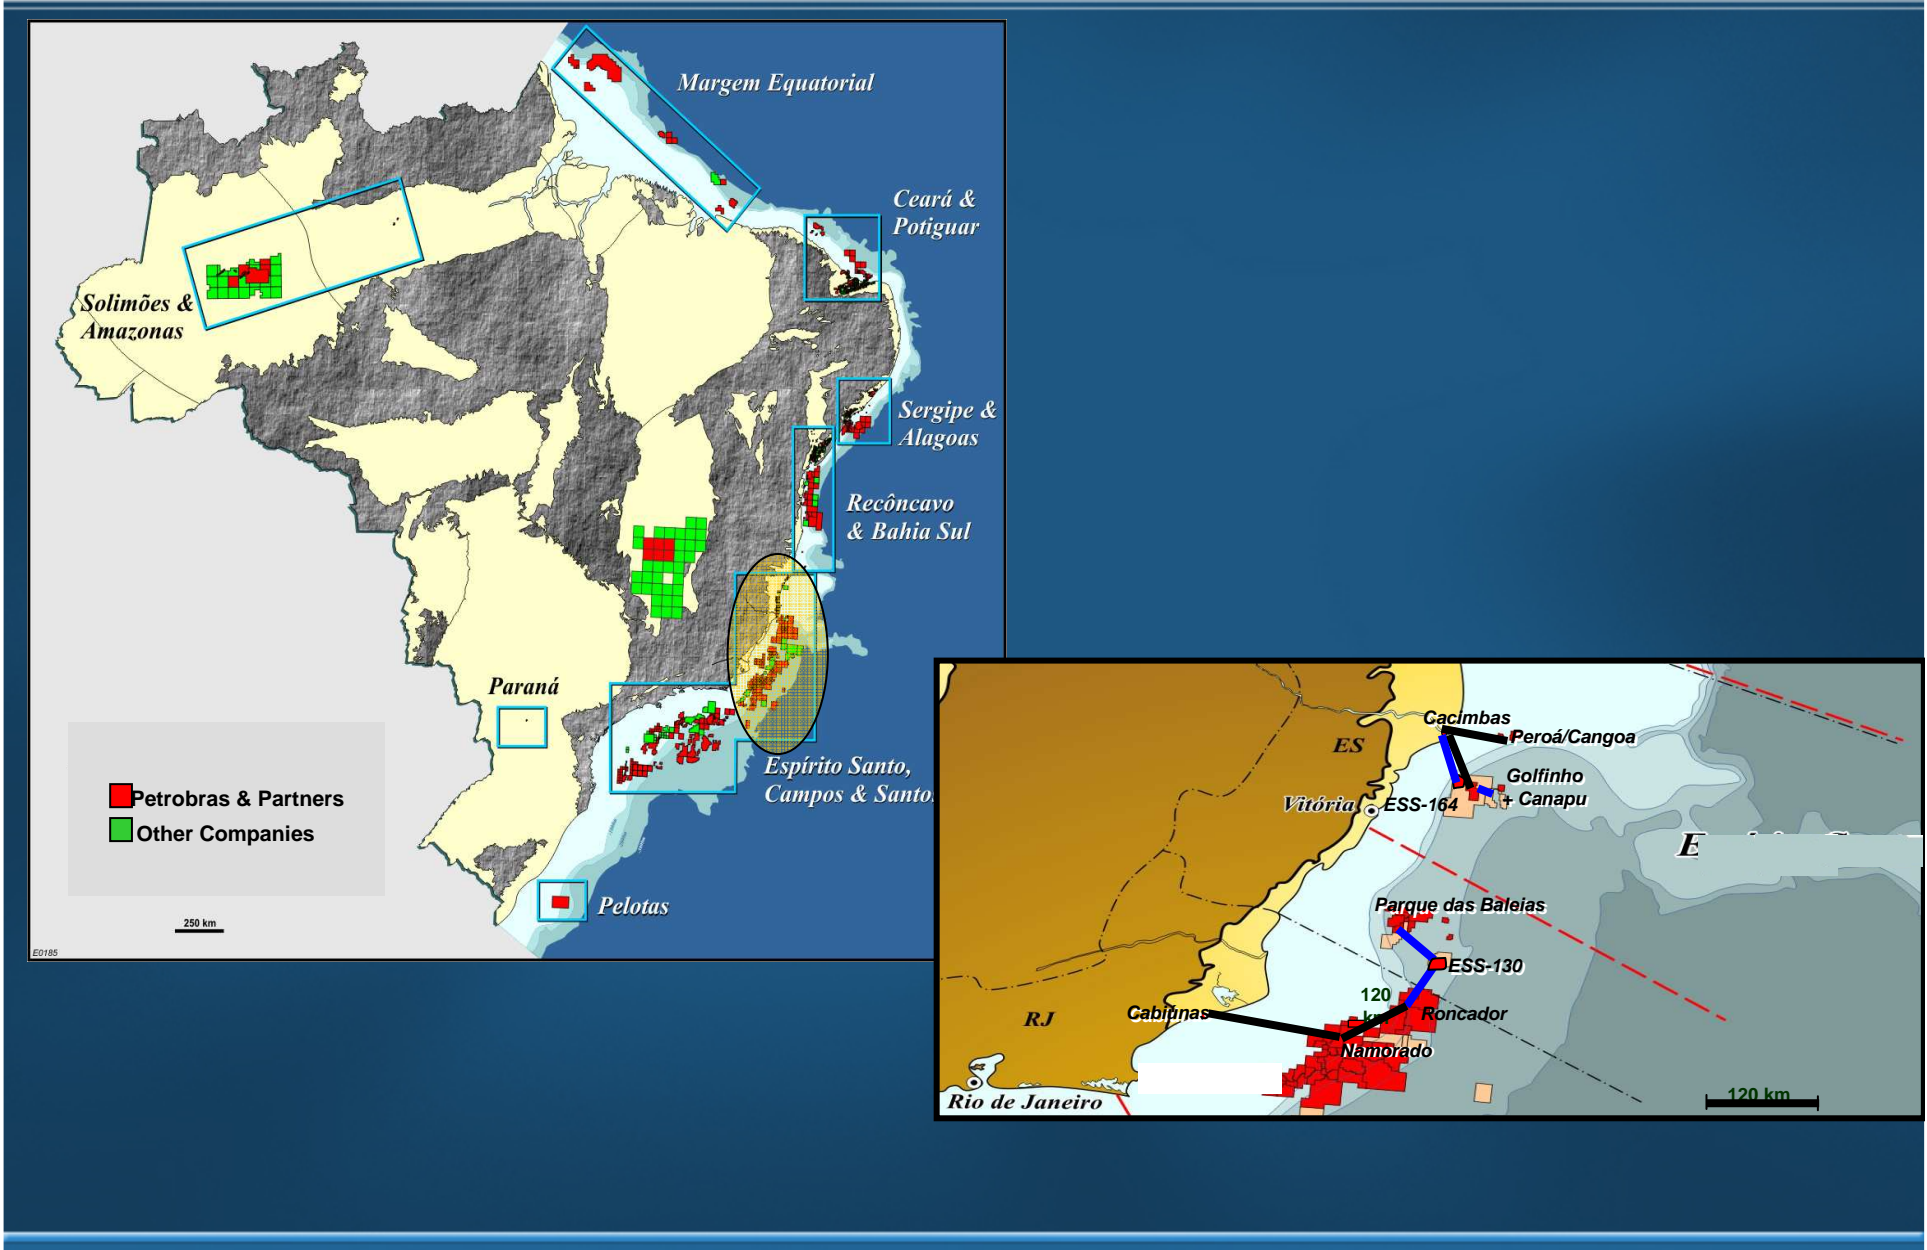 Margem Equatorial
Ceará &
Potiguar
Solimões &
Amazonas
Sergipe &
Alagoas
Recôncavo
& Bahia Sul
Paraná
Espírito Santo,
Campos & Santos
Petrobras & Partners
Other Companies
Pelotas
250 km
E0185
Cacimbas
ES
Peroá/Cangoa
Golfinho
+ Canapu
Vitória
ESS-164
E
Parque das Baleias
ESS-130
120
km
Cabiúnas
RJ
Roncador
Namorado
Rio de Janeiro
120 km